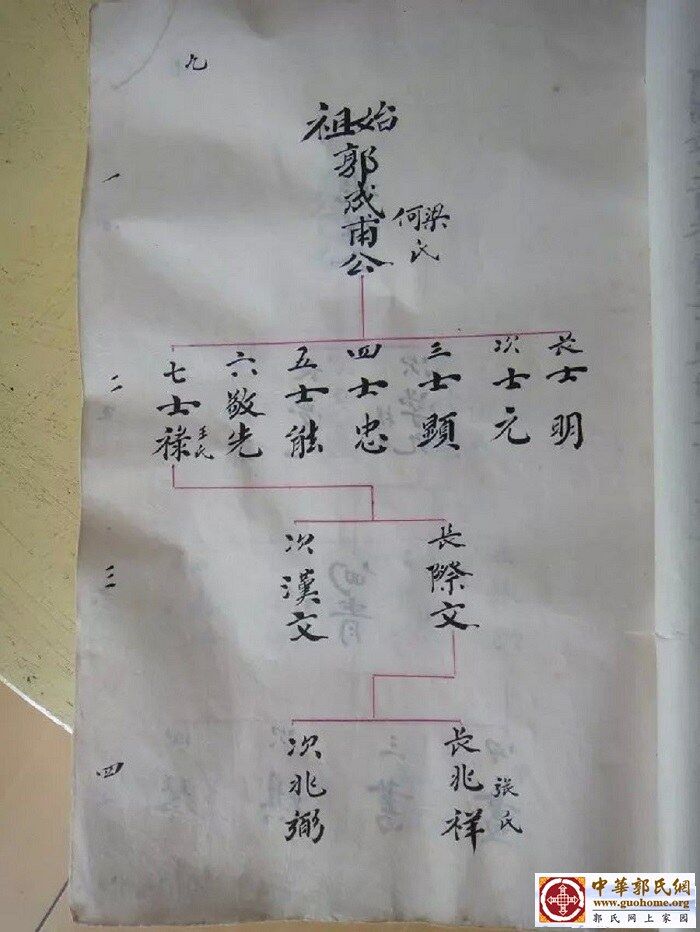 九
始祖
郭成甫公
梁
何
氏
一
長士明
次士元
三士顯
四士忠
五士能
六敬先
七士祿
王氏
二
長際文
次漢文
三
長兆祥
張氏
次兆弼
四
中華郭氏網
www.guohome.org
郭氏网上家园